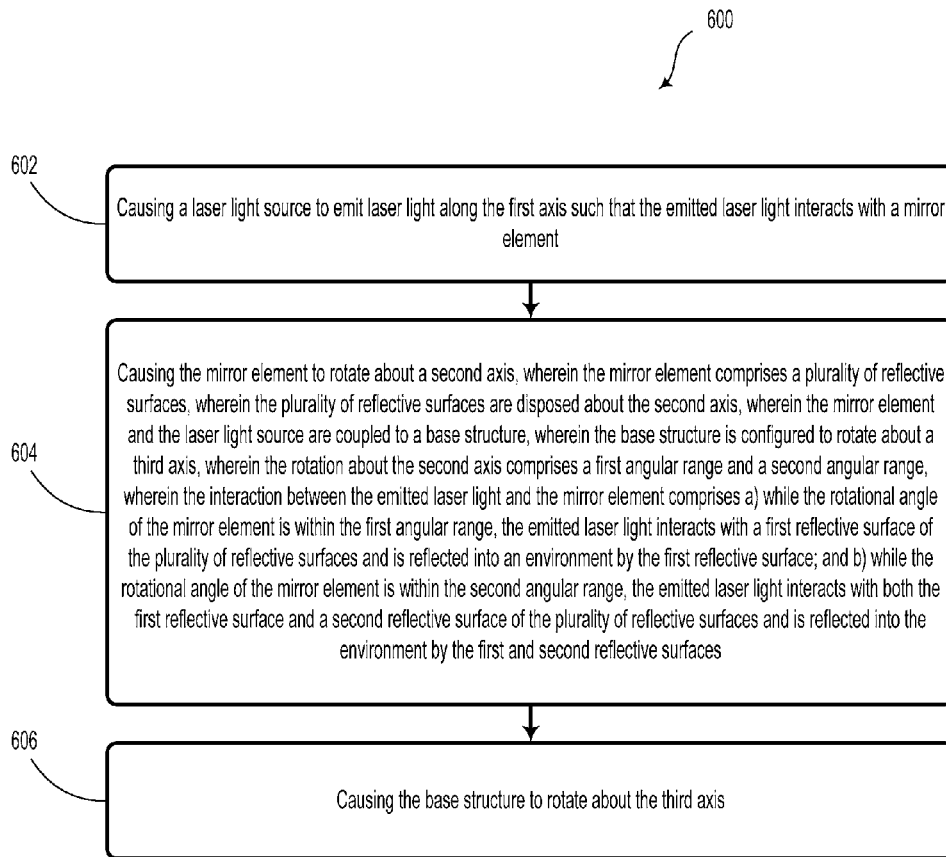 600
602
Causing a laser light source to emit laser light along the first axis such that the emitted laser light interacts with a mirror
element
604
Causing the mirror element to rotate about a second axis, wherein the mirror element comprises a plurality of reflective
surfaces, wherein the plurality of reflective surfaces are disposed about the second axis, wherein the mirror element
and the laser light source are coupled to a base structure, wherein the base structure is configured to rotate about a
third axis, wherein the rotation about the second axis comprises a first angular range and a second angular range,
wherein the interaction between the emitted laser light and the mirror element comprises a) while the rotational angle
of the mirror element is within the first angular range, the emitted laser light interacts with a first reflective surface of
the plurality of reflective surfaces and is reflected into an environment by the first reflective surface; and b) while the
rotational angle of the mirror element is within the second angular range, the emitted laser light interacts with both the
first reflective surface and a second reflective surface of the plurality of reflective surfaces and is reflected into the
environment by the first and second reflective surfaces
606
Causing the base structure to rotate about the third axis